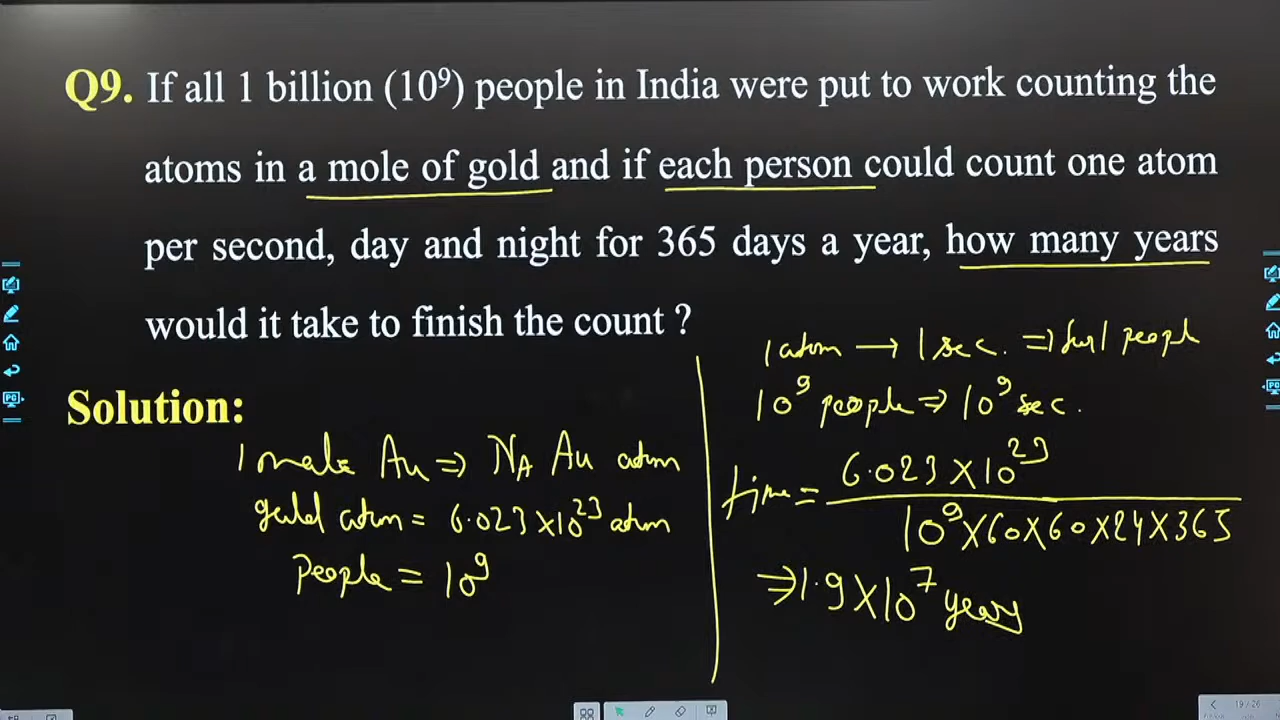 Q9. If all 1 billion (10⁹) people in India were put to work counting the
atoms in a mole of gold and if each person could count one atom
per second, day and night for 365 days a year, how many years
would it take to finish the count ?
Solution:
1 mole Au ⇒ N_A Au atom
gold atom = 6.023 × 10²³ atom
People = 10⁹
1 atom → 1 sec. ⇒ for 1 people
10⁹ people ⇒ 10⁹ sec.
time = 6.023 × 10²³
10⁹ × 60 × 60 × 24 × 365
⇒ 1.9 × 10⁷ years
19 / 26